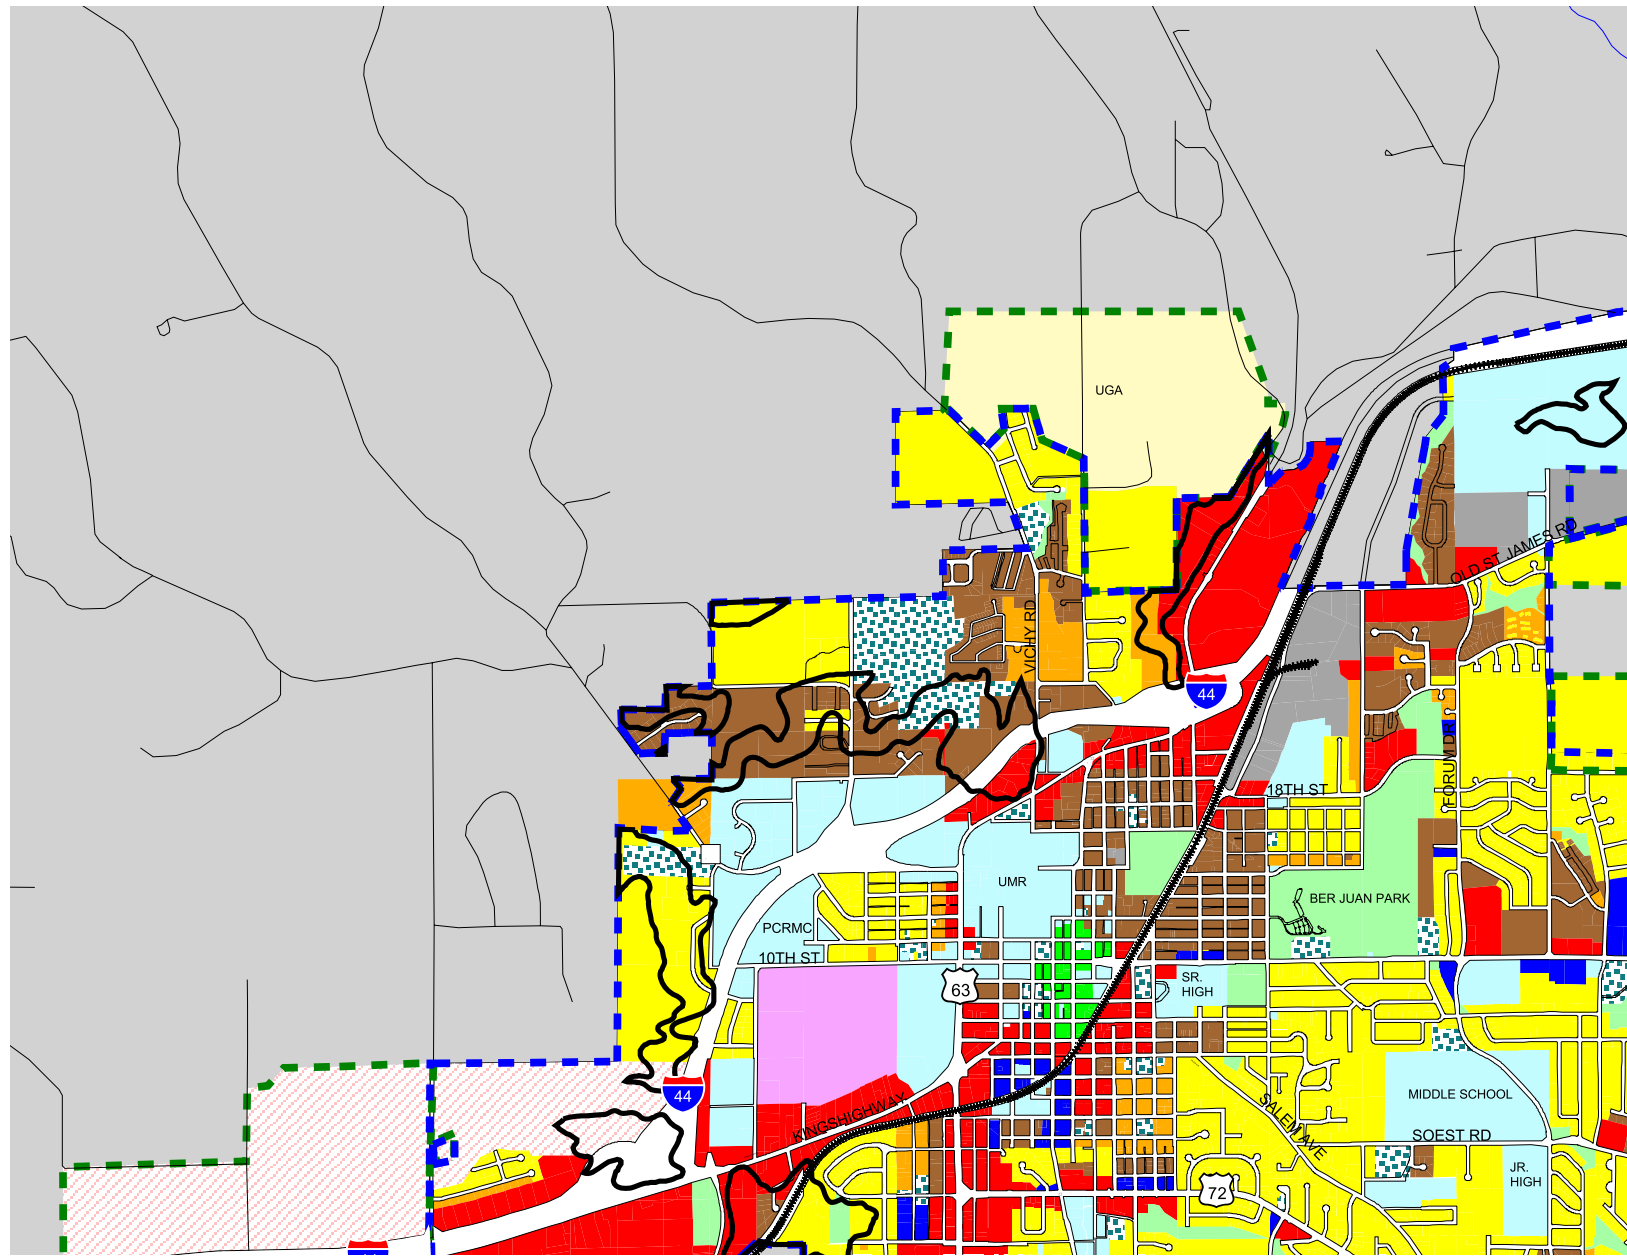 UGA
OLD ST JAMES RD
VICHY RD
44
FORUM DR
18TH ST
UMR
BER JUAN PARK
PCRMC
10TH ST
63
SR.
HIGH
44
MIDDLE SCHOOL
KINGSHIGHWAY
SALEM AVE
SOEST RD
JR.
HIGH
72